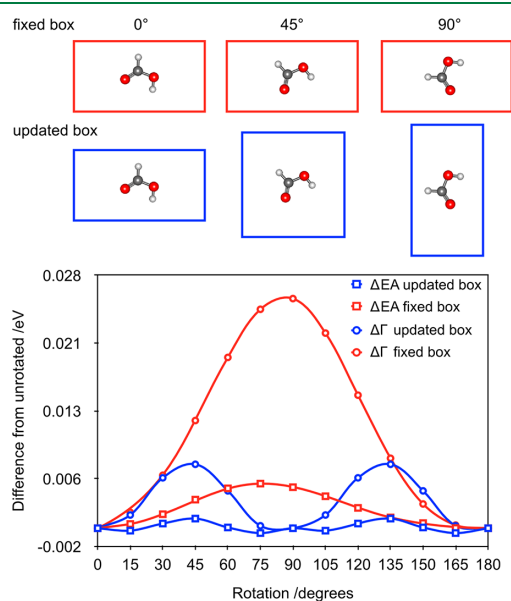 fixed box 0° 45° 90°
updated box
0.028
0.021
0.013
0.006
-0.002
Difference from unrotated /eV
ΔEA updated box
ΔEA fixed box
ΔΓ updated box
ΔΓ fixed box
0 15 30 45 60 75 90 105 120 135 150 165 180
Rotation /degrees